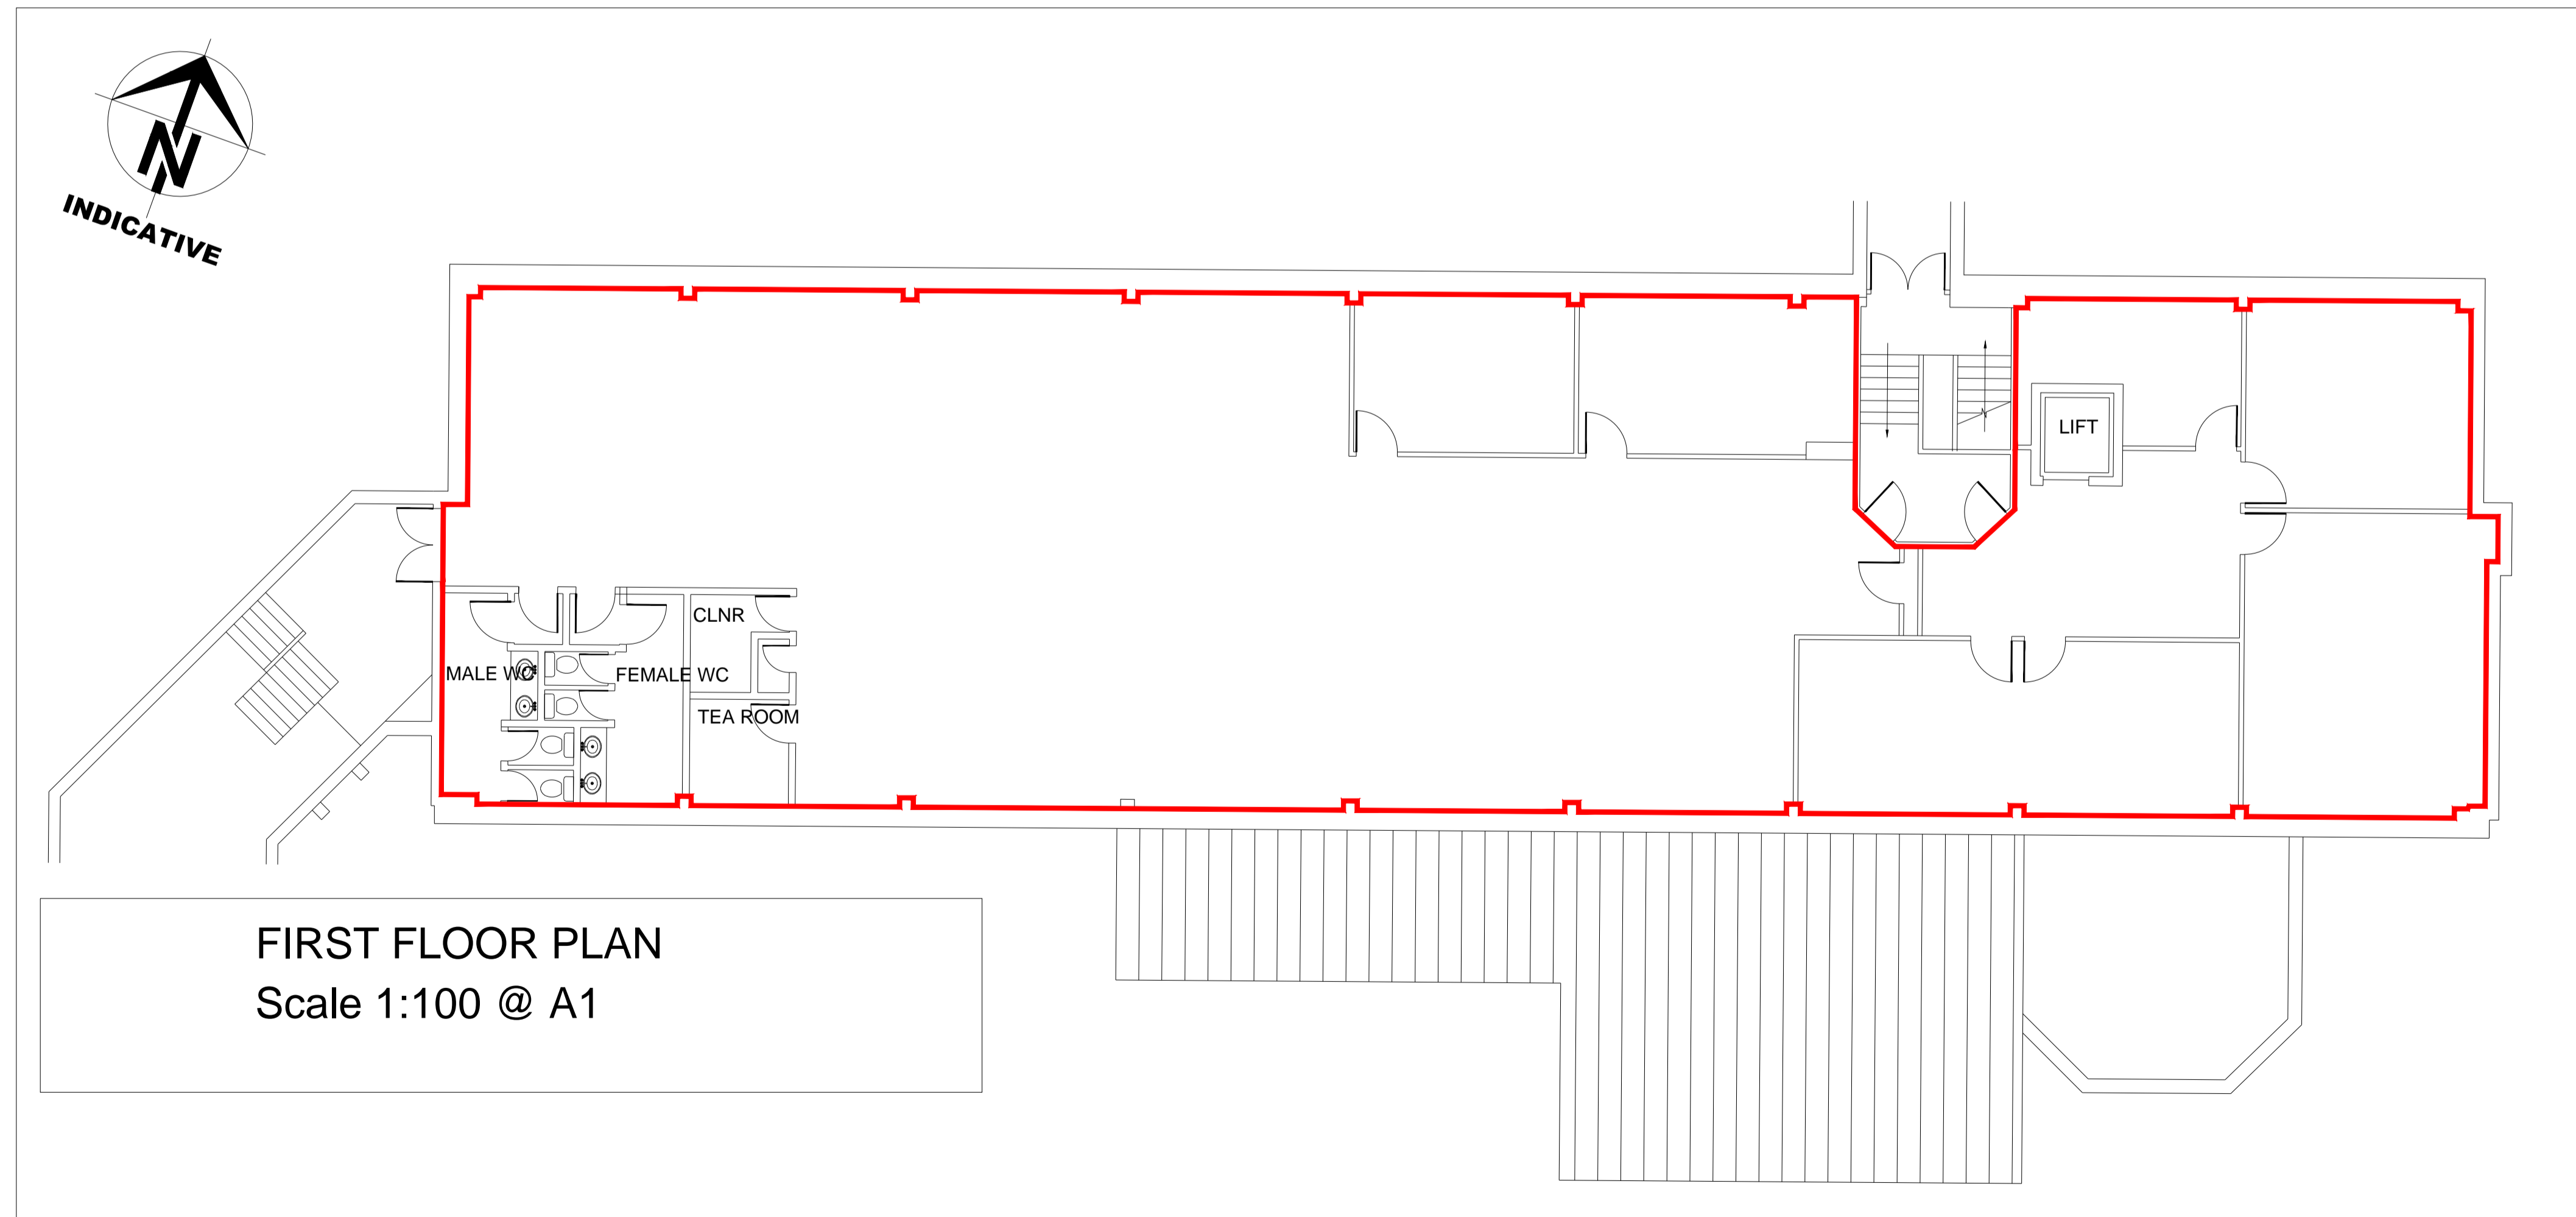 N
INDICATIVE
LIFT
CLNR
MALE WC
FEMALE WC
TEA ROOM
FIRST FLOOR PLAN
Scale 1:100 @ A1